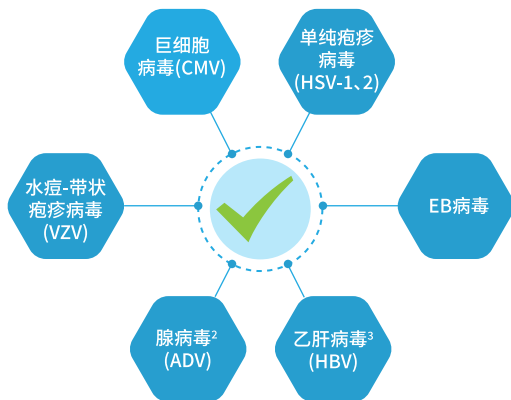 巨细胞
病毒(CMV)
单纯疱疹
病毒
(HSV-1、2)
水痘-带状
疱疹病毒
(VZV)
EB病毒
腺病毒²
(ADV)
乙肝病毒³
(HBV)